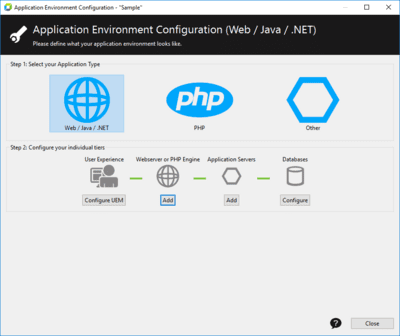 Application Environment Configuration - "Sample"
Application Environment Configuration (Web / Java / .NET)
Please define what your application environment looks like.
Step 1: Select your Application Type
php
Web / Java / .NET
PHP
Other
Step 2: Configure your individual tiers
User Experience
Webserver or PHP Engine
Application Servers
Databases
Configure UEM
Add
Add
Configure
?
Close